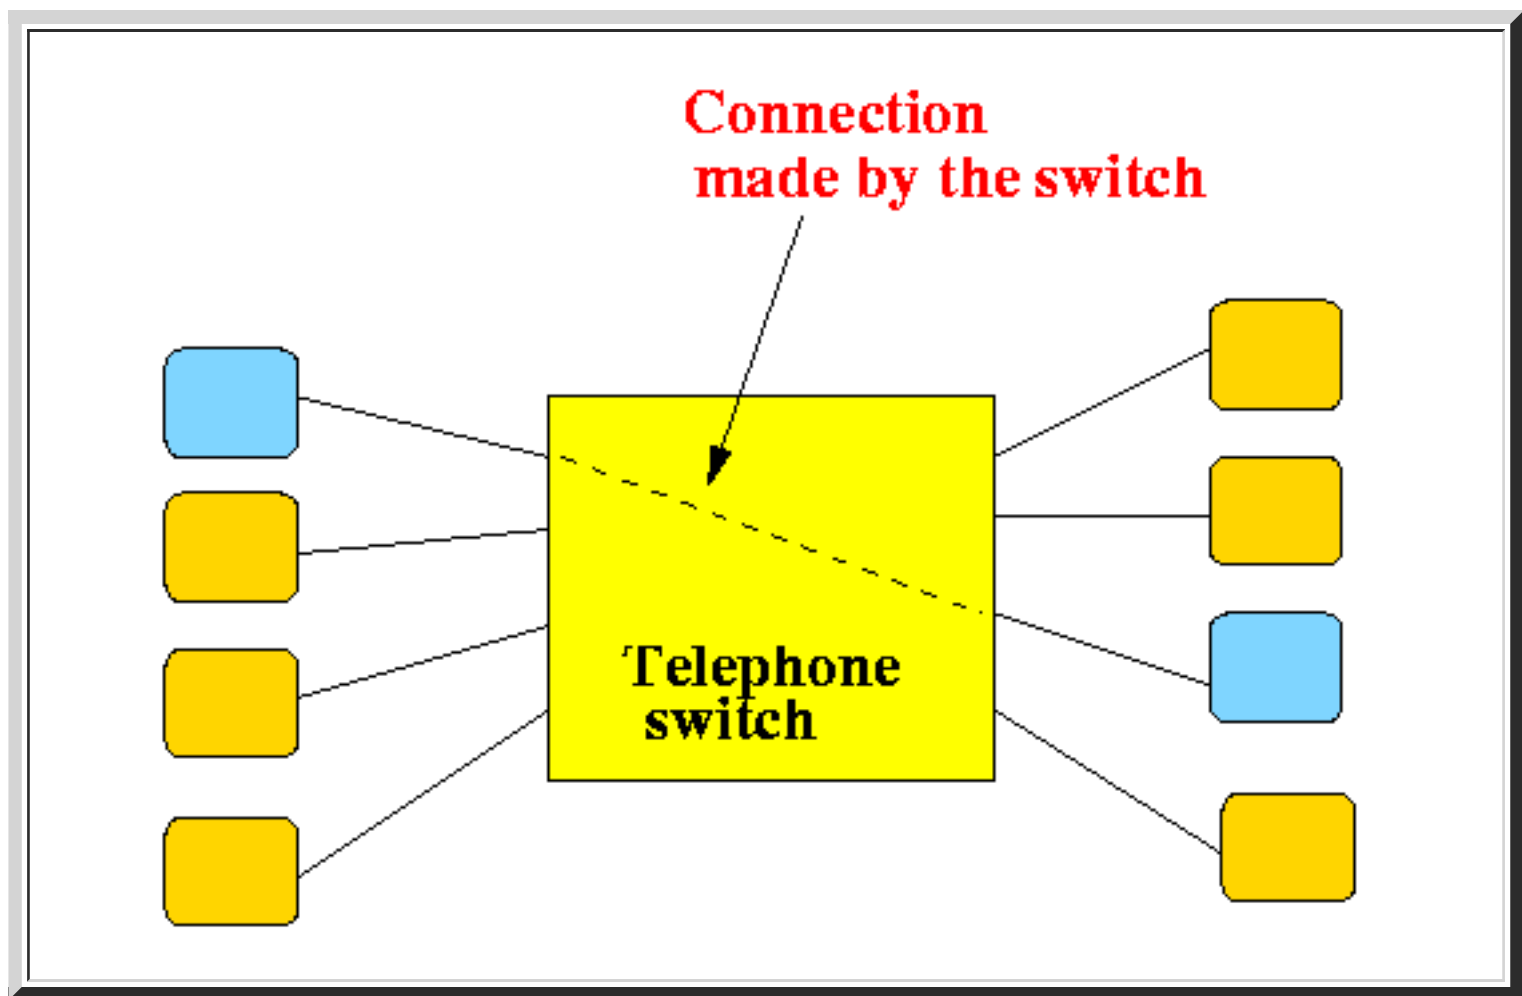 Connection
made by the switch
Telephone
switch